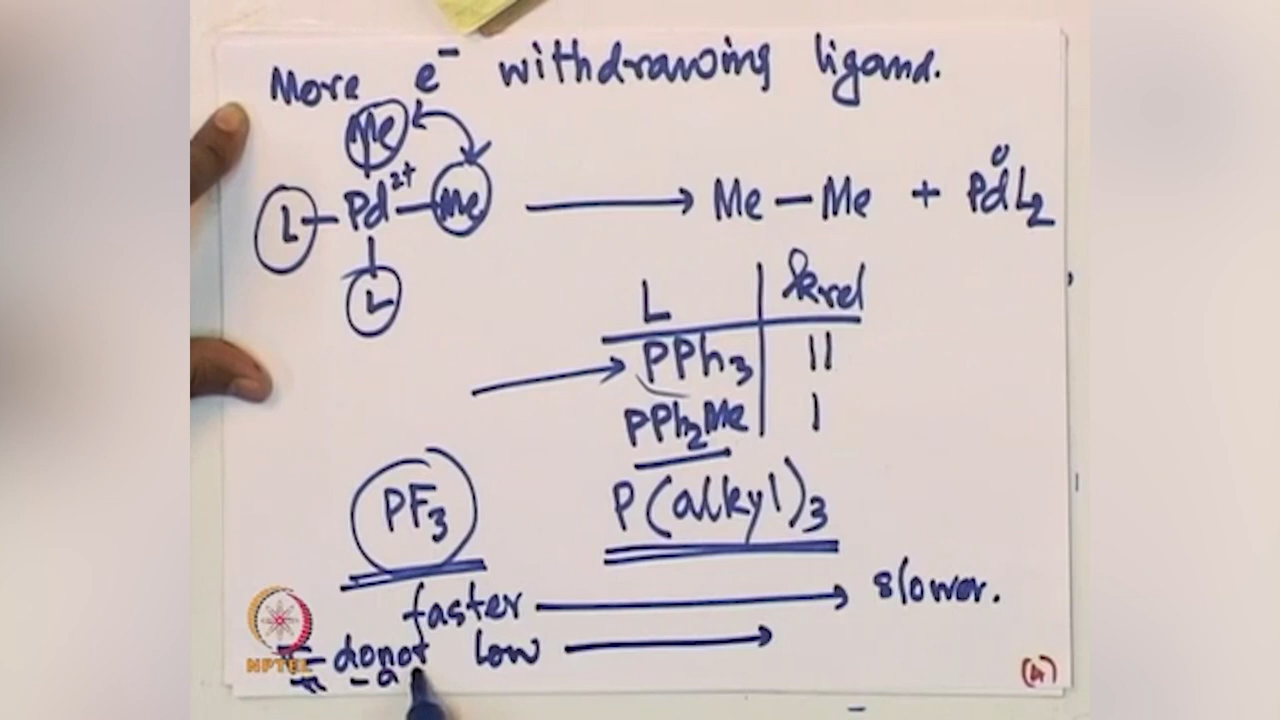 More e⁻ withdrawing ligand.
Me
L-Pd²⁺-Me → Me-Me + Pd⁰L₂
L
L krel
PPh₃ 11
PPh₂Me 1
PF₃ P(alkyl)₃
faster → slower.
donor low →
NPTEL